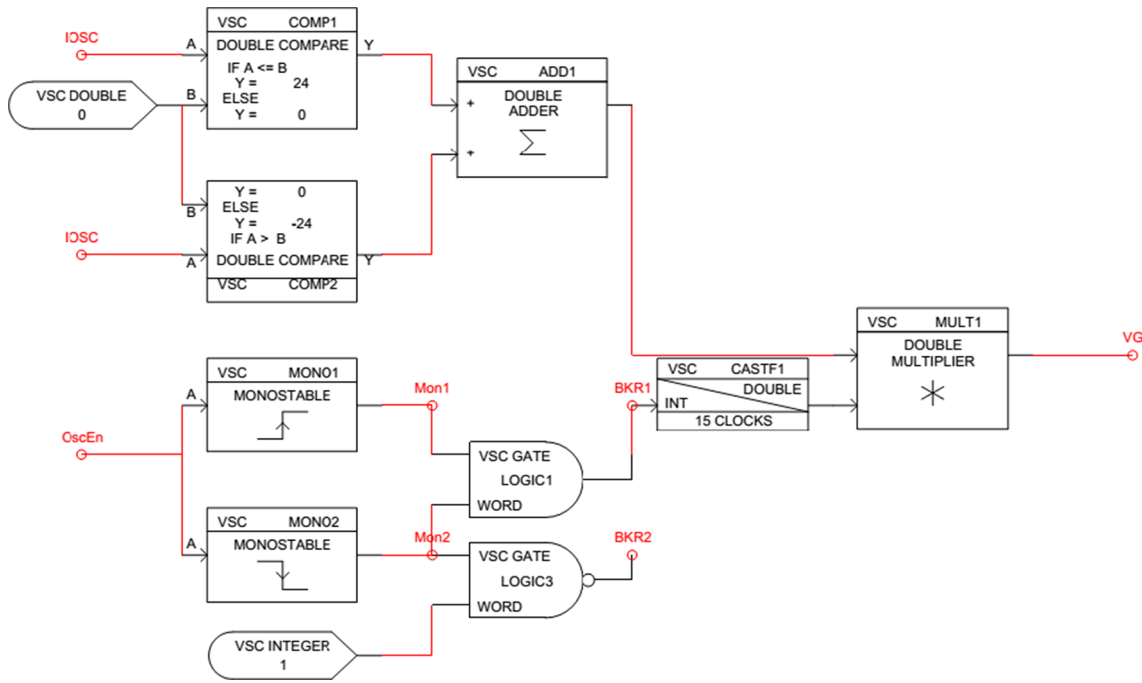 VSC COMP1
IOSC
A
DOUBLE COMPARE
Y
IF A <= B
Y = 24
ELSE
Y = 0
VSC DOUBLE
0
B
VSC ADD1
DOUBLE
ADDER
+
+
Σ
Y = 0
ELSE
Y = -24
IF A > B
DOUBLE COMPARE
VSC COMP2
B
IOSC
A
Y
VSC MULT1
DOUBLE
MULTIPLIER
*
VG
VSC MONO1
MONOSTABLE
A
Mon1
BKR1
VSC CASTF1
DOUBLE
INT
15 CLOCKS
OscEn
VSC GATE
LOGIC1
WORD
VSC MONO2
MONOSTABLE
A
Mon2
VSC GATE
LOGIC3
WORD
BKR2
VSC INTEGER
1